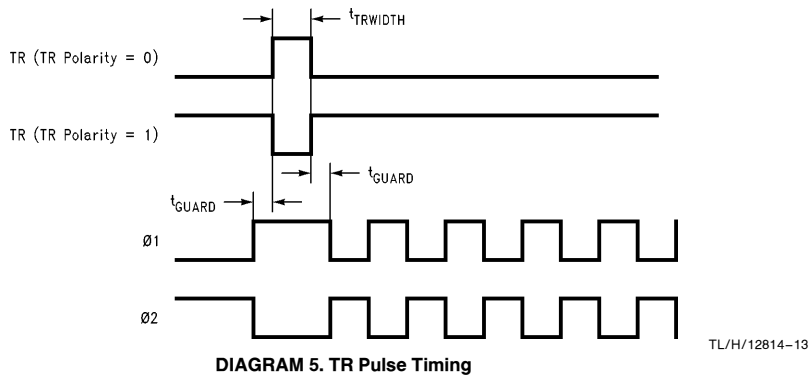 tTRWIDTH
TR (TR Polarity = 0)
TR (TR Polarity = 1)
tGUARD
tGUARD
Ø1
Ø2
TL/H/12814–13
DIAGRAM 5. TR Pulse Timing